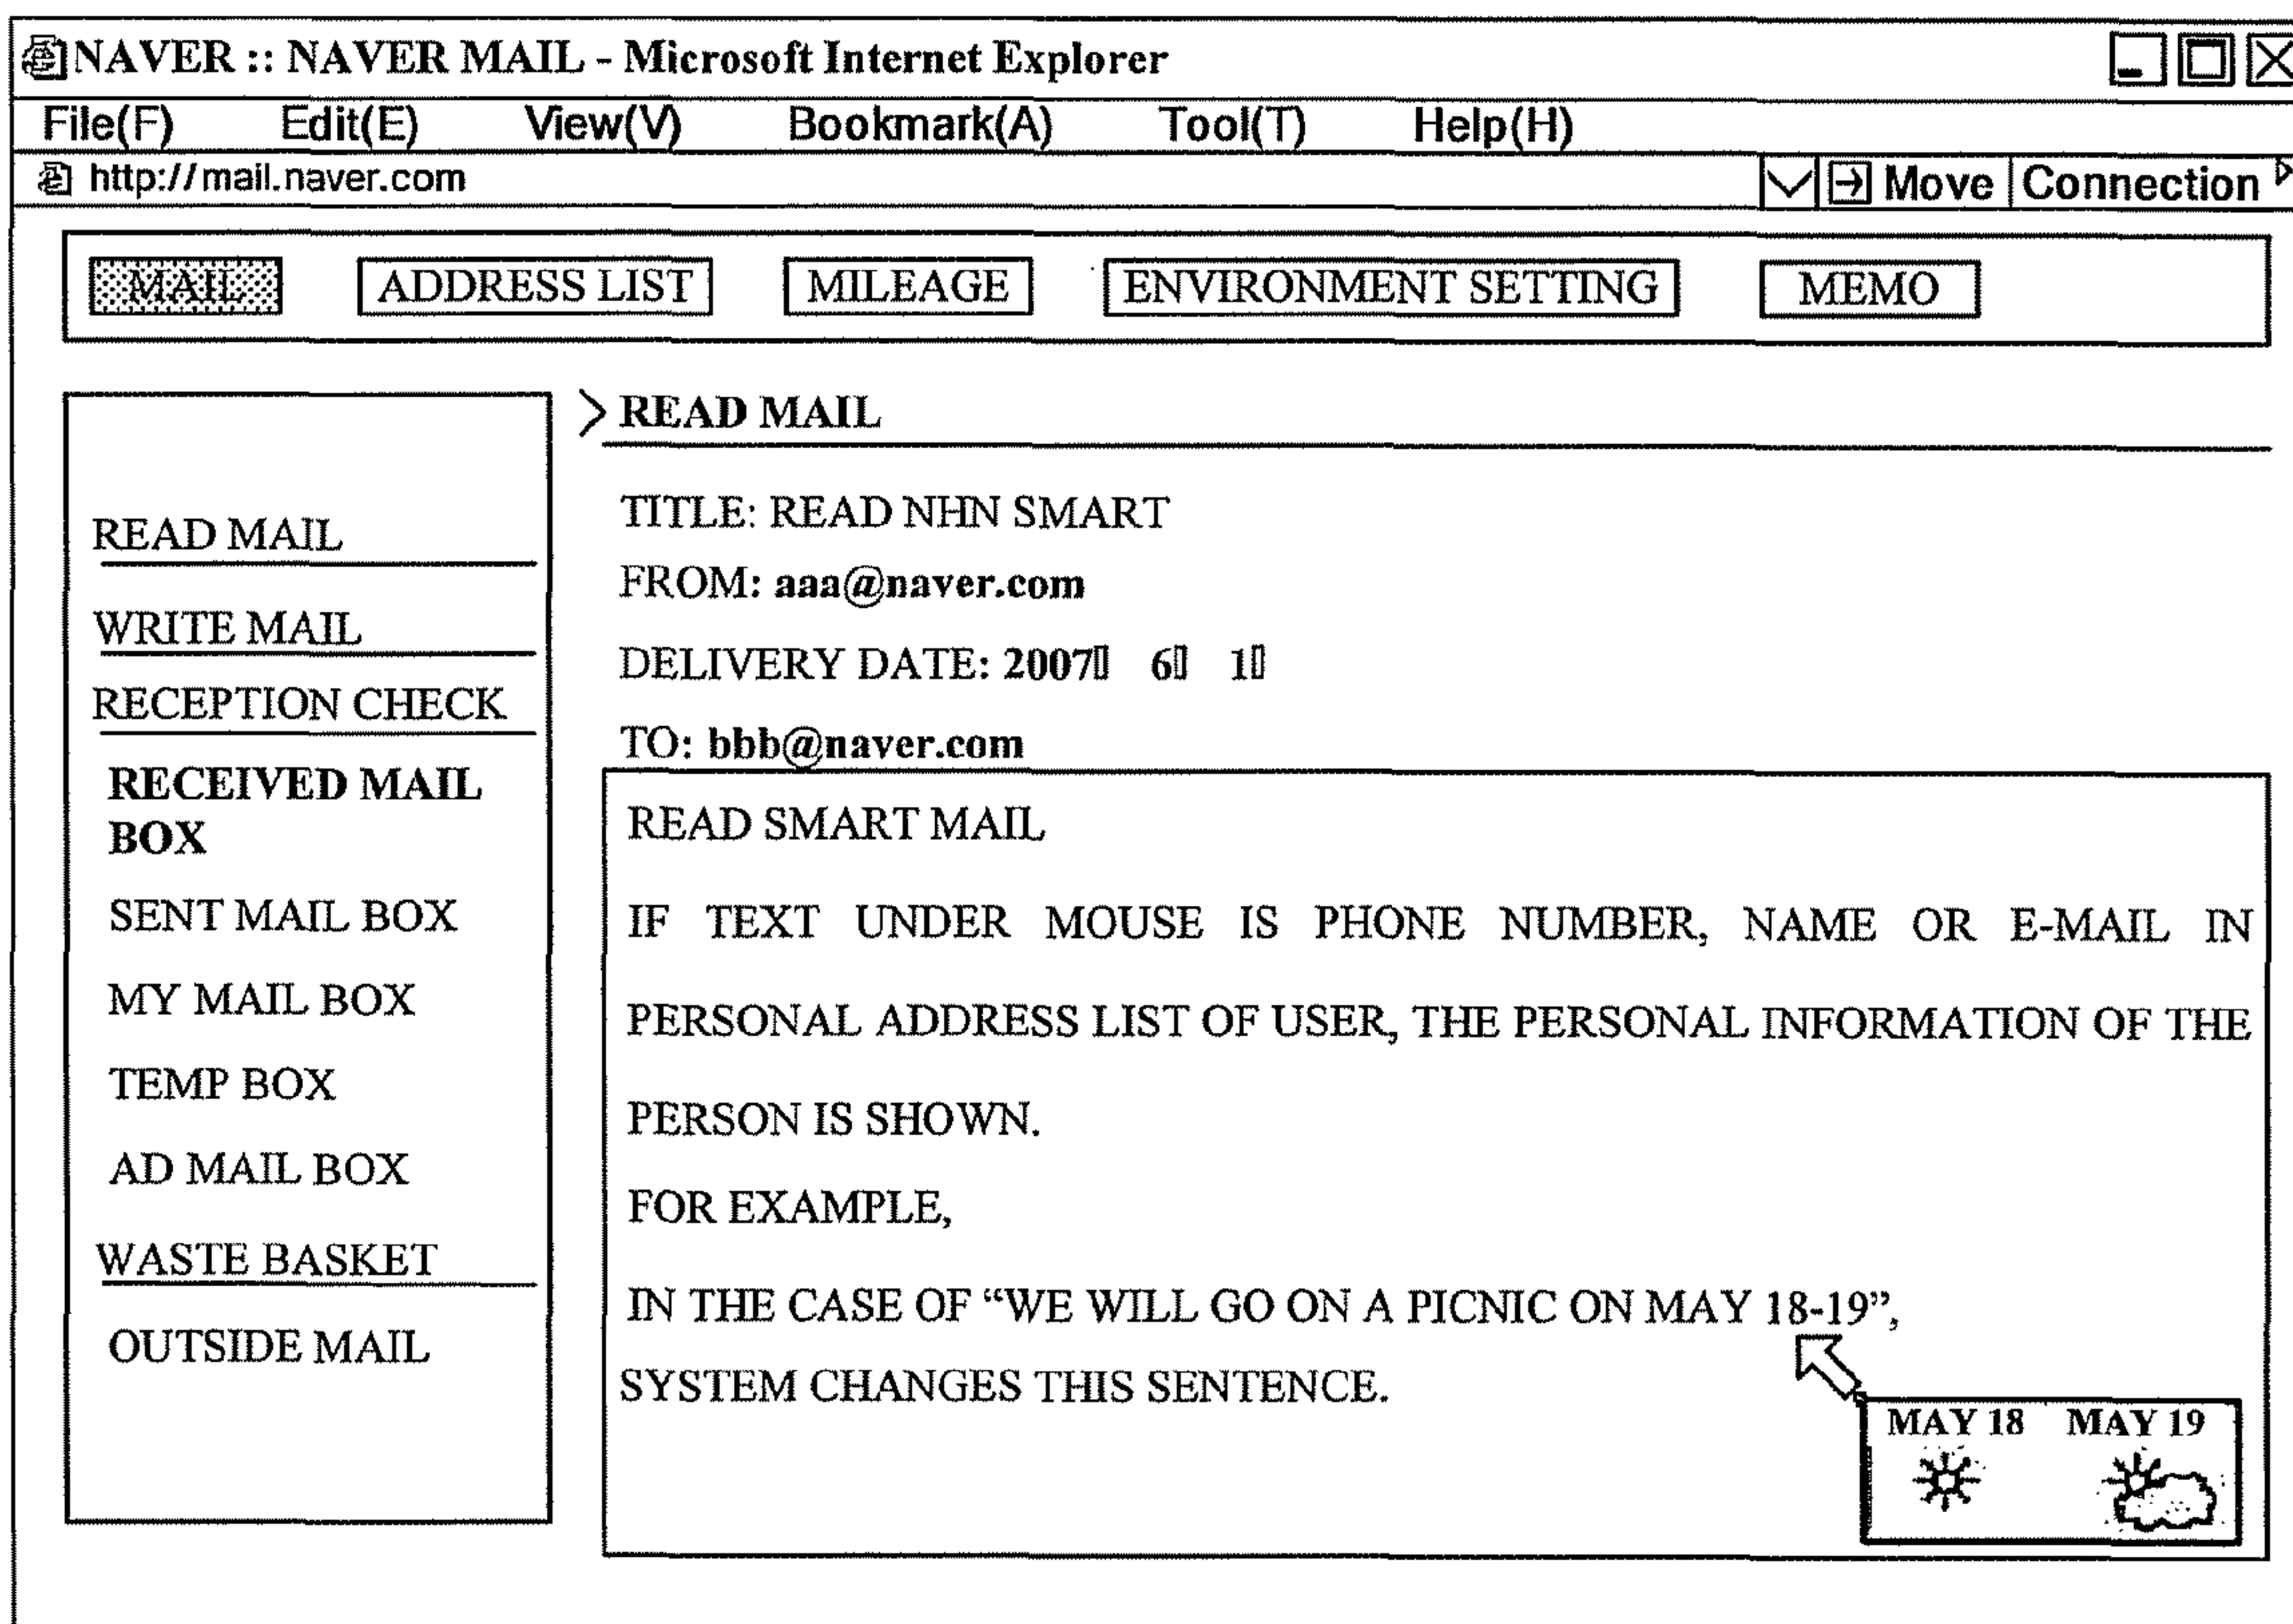 NAVER :: NAVER MAIL - Microsoft Internet Explorer
File(F) Edit(E) View(V) Bookmark(A) Tool(T) Help(H)
http://mail.naver.com Move Connection
MAIL ADDRESS LIST MILEAGE ENVIRONMENT SETTING MEMO
READ MAIL
WRITE MAIL
RECEPTION CHECK
RECEIVED MAIL
BOX
SENT MAIL BOX
MY MAIL BOX
TEMP BOX
AD MAIL BOX
WASTE BASKET
OUTSIDE MAIL
> READ MAIL
TITLE: READ NHN SMART
FROM: aaa@naver.com
DELIVERY DATE: 2007▯ 6▯ 1▯
TO: bbb@naver.com
READ SMART MAIL
IF TEXT UNDER MOUSE IS PHONE NUMBER, NAME OR E-MAIL IN
PERSONAL ADDRESS LIST OF USER, THE PERSONAL INFORMATION OF THE
PERSON IS SHOWN.
FOR EXAMPLE,
IN THE CASE OF “WE WILL GO ON A PICNIC ON MAY 18-19”,
SYSTEM CHANGES THIS SENTENCE.
MAY 18 MAY 19